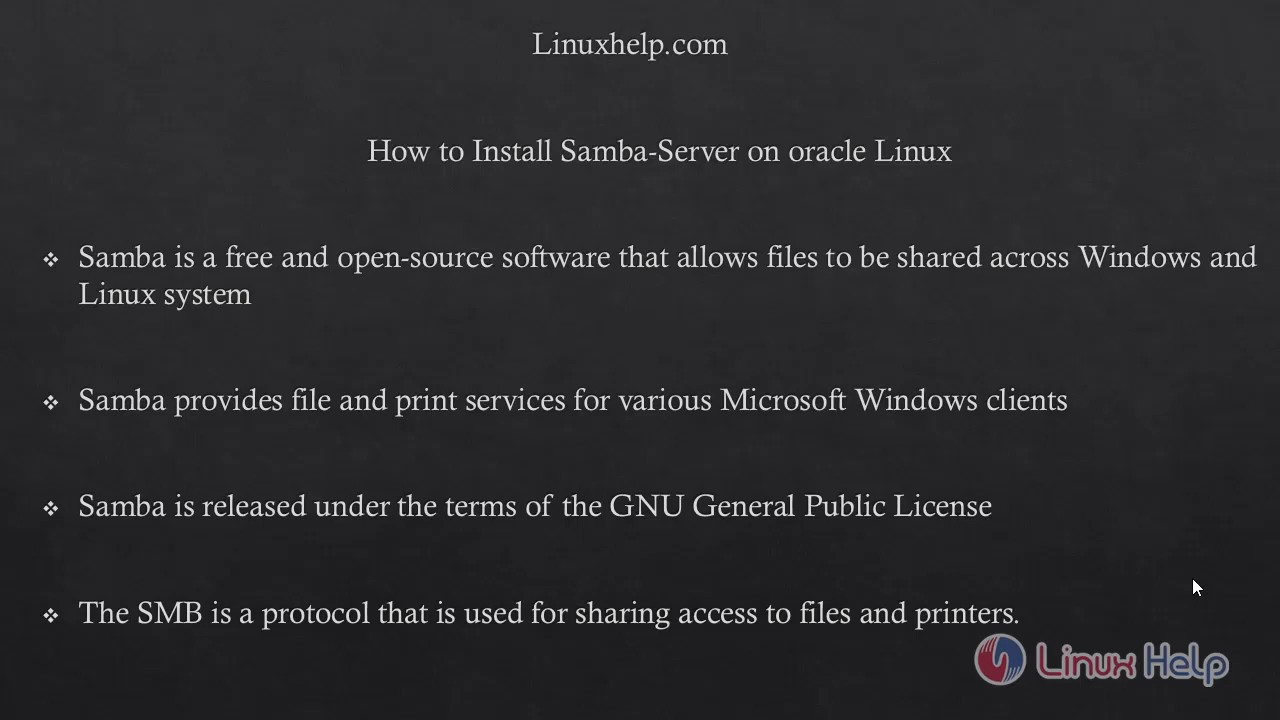 Linuxhelp.com
How to Install Samba-Server on oracle Linux
❖ Samba is a free and open-source software that allows files to be shared across Windows and
Linux system
❖ Samba provides file and print services for various Microsoft Windows clients
❖ Samba is released under the terms of the GNU General Public License
❖ The SMB is a protocol that is used for sharing access to files and printers.
Linux Help